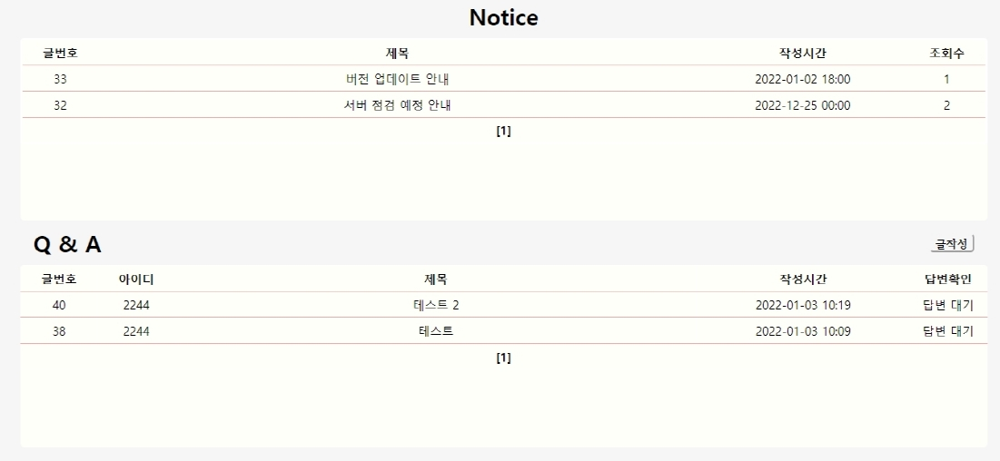 Notice
글번호 제목 작성시간 조회수
33 버전 업데이트 안내 2022-01-02 18:00 1
32 서버 점검 예정 안내 2022-12-25 00:00 2
[1]
Q & A 글작성
글번호 아이디 제목 작성시간 답변확인
40 2244 테스트 2 2022-01-03 10:19 답변 대기
38 2244 테스트 2022-01-03 10:09 답변 대기
[1]